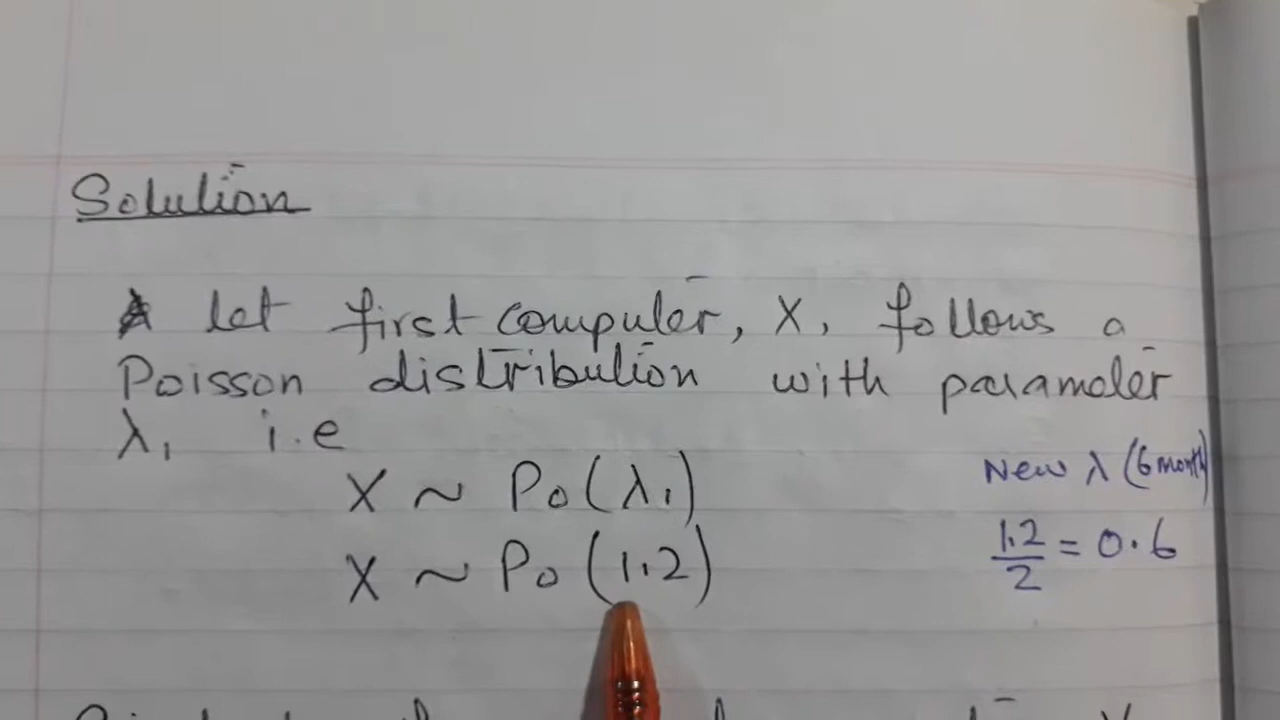 Solution
let first computer, X, follows a
Poisson distribution with parameter
λ₁ i.e
X ~ Po(λ₁)
X ~ Po(1.2)
New λ (6 month)
1.2/2 = 0.6